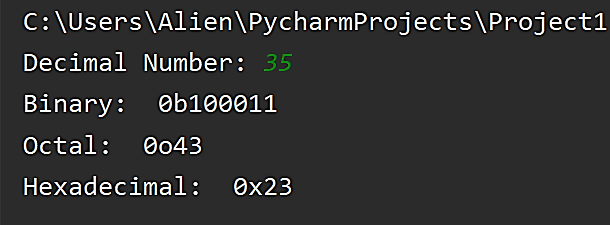 C:\Users\Alien\PycharmProjects\Project1
Decimal Number: 35
Binary:  0b100011
Octal:  0o43
Hexadecimal:  0x23